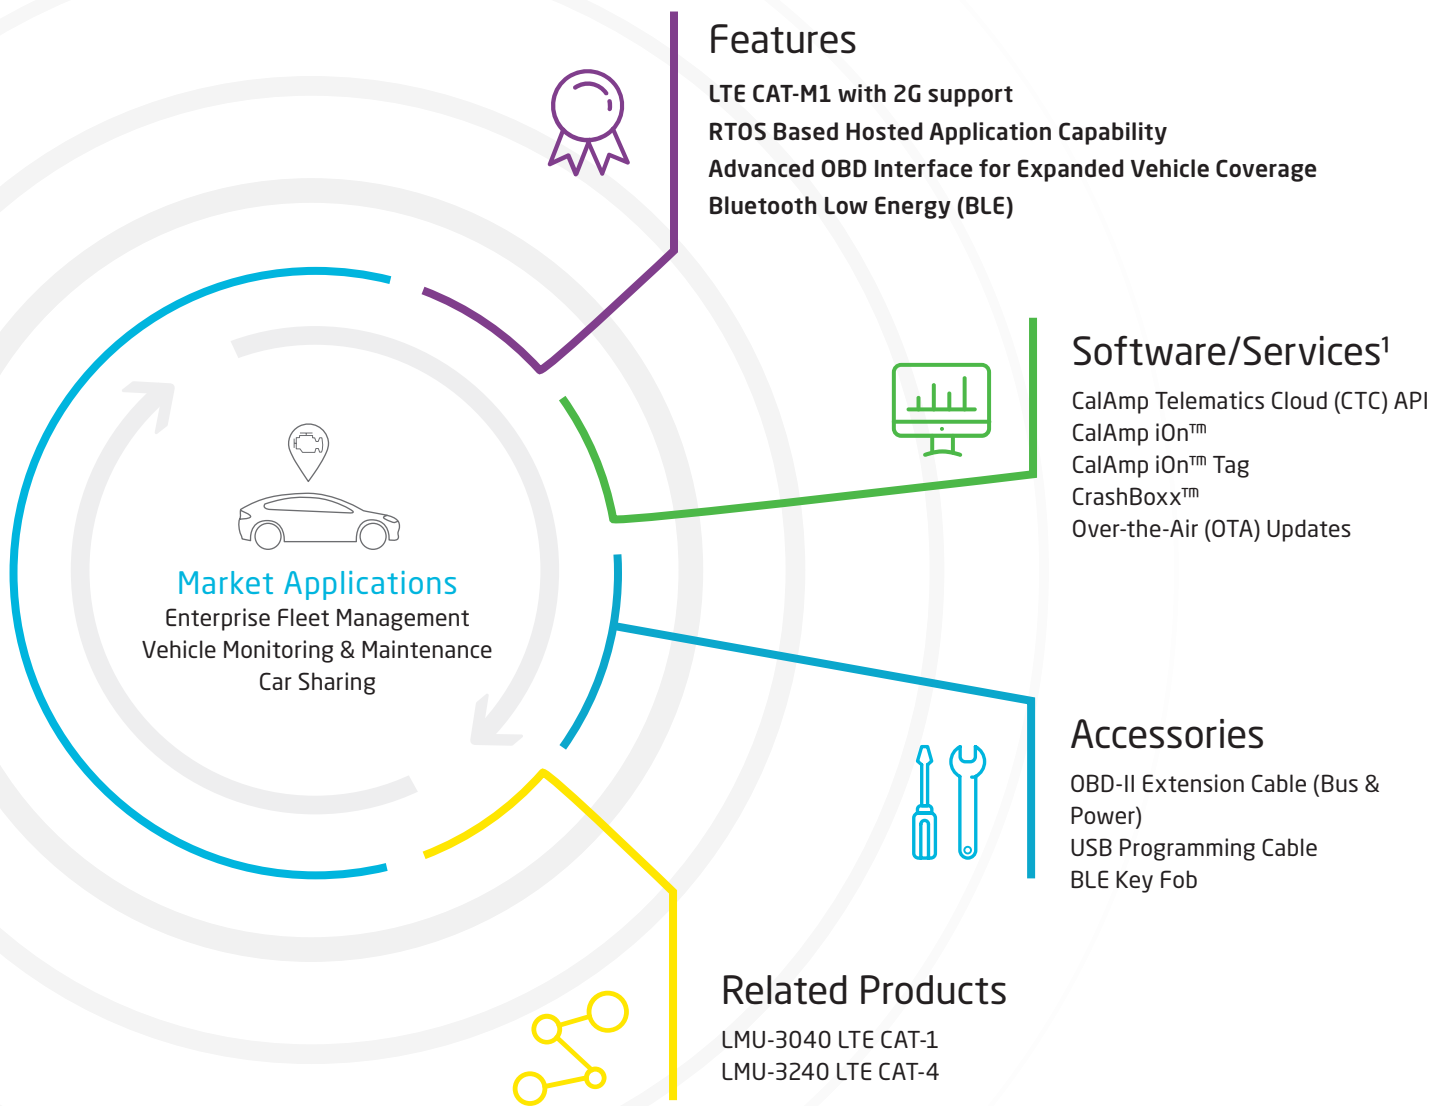 Features
LTE CAT-M1 with 2G support
RTOS Based Hosted Application Capability
Advanced OBD Interface for Expanded Vehicle Coverage
Bluetooth Low Energy (BLE)
Software/Services¹
CalAmp Telematics Cloud (CTC) API
CalAmp iOn™
CalAmp iOn™ Tag
CrashBoxx™
Over-the-Air (OTA) Updates
Market Applications
Enterprise Fleet Management
Vehicle Monitoring & Maintenance
Car Sharing
Accessories
OBD-II Extension Cable (Bus &
Power)
USB Programming Cable
BLE Key Fob
Related Products
LMU-3040 LTE CAT-1
LMU-3240 LTE CAT-4